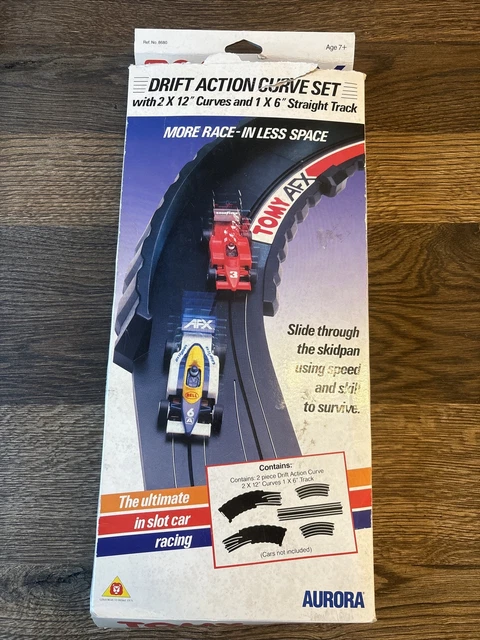 Ref No. 8680
Age 7+
DRIFT ACTION CURVE SET
with 2 X 12" Curves and 1 X 6" Straight Track
MORE RACE - IN LESS SPACE
TOMY AFX
3
AFX
BELL
6
Slide through
the skidpan
using speed
and skill
to survive.
Contains:
Contains: 2 piece Drift Action Curve
2 X 12" Curves 1 X 6" Track
(Cars not included)
The ultimate
in slot car
racing
AURORA